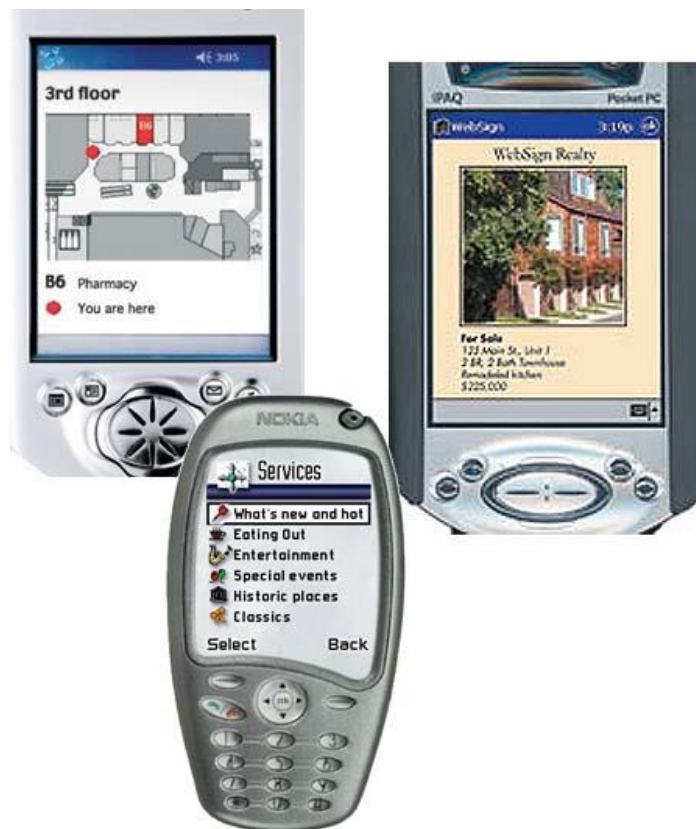 3:05
3rd floor
B6
B6 Pharmacy
You are here
iPAQ Pocket PC
WebSign 3:19p ok
WebSign Realty
For Sale
123 Main St., Unit 1
2 BR, 2 Bath Townhouse
Remodeled kitchen
$225,000
NOKIA
Services
What's new and hot
Eating Out
Entertainment
Special events
Historic places
Classics
Select Back